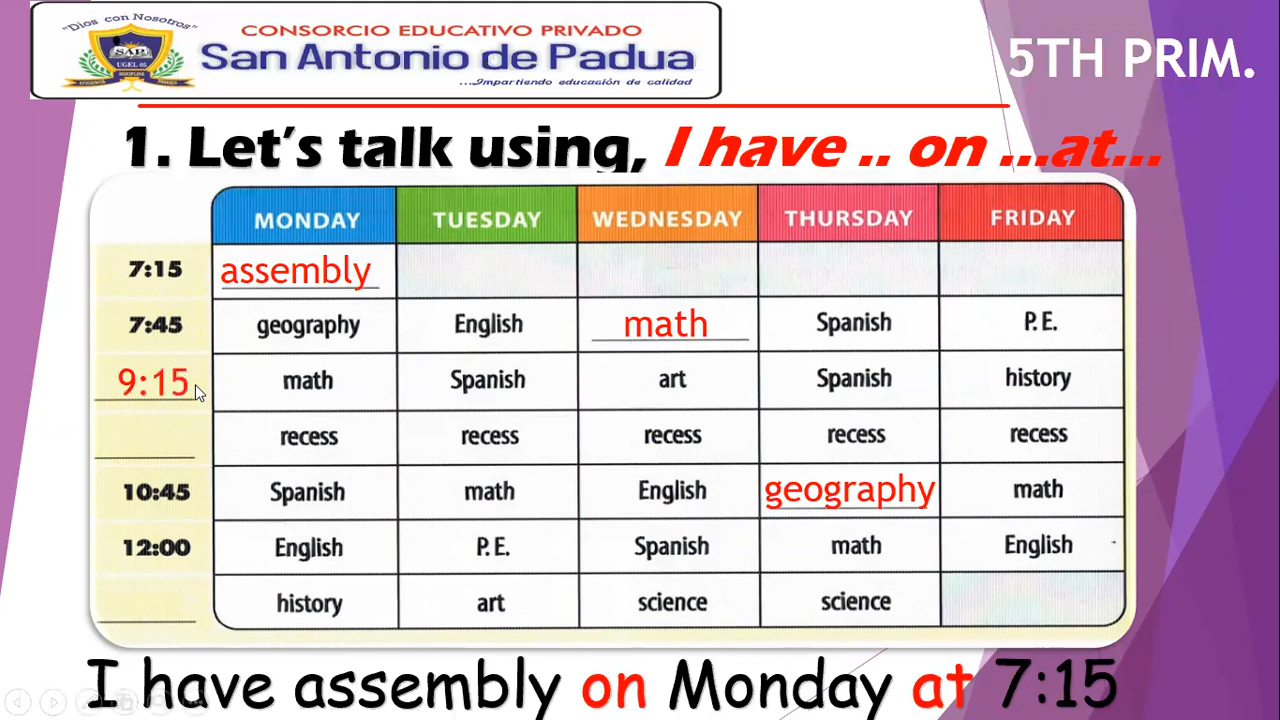 "Dios con Nosotros"
CONSORCIO EDUCATIVO PRIVADO
San Antonio de Padua
...Impartiendo educación de calidad
SAP
UGEL 05
5TH PRIM.
1. Let's talk using, I have .. on ...at...
MONDAY TUESDAY WEDNESDAY THURSDAY FRIDAY
7:15 assembly
7:45 geography English math Spanish P. E.
9:15 math Spanish art Spanish history
recess recess recess recess recess
10:45 Spanish math English geography math
12:00 English P. E. Spanish math English
history art science science
I have assembly on Monday at 7:15